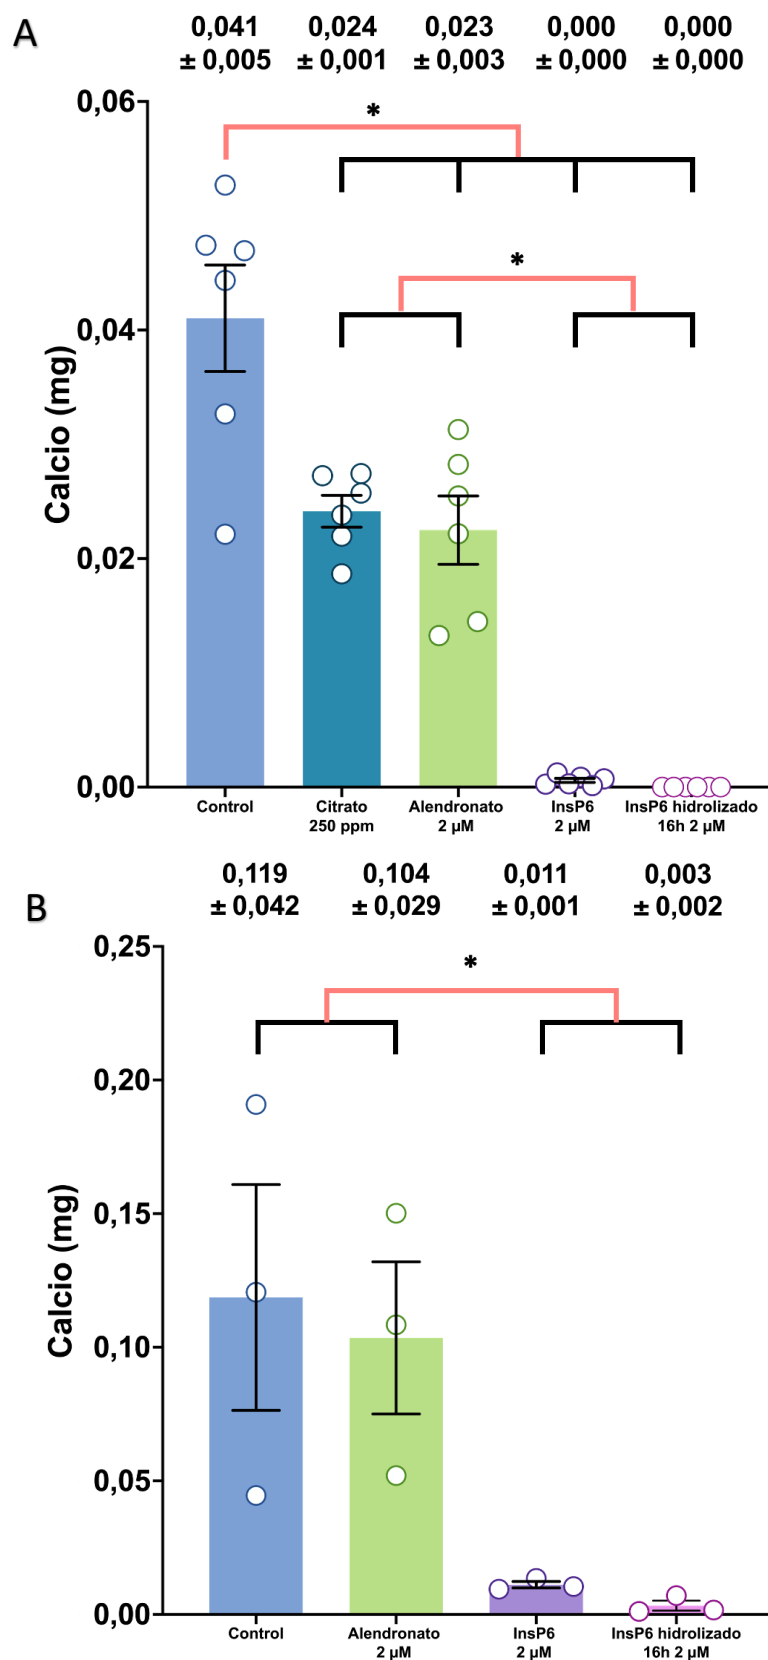 A
0,041 0,024 0,023 0,000 0,000
± 0,005 ± 0,001 ± 0,003 ± 0,000 ± 0,000
0,06
*
*
0,04
Calcio (mg)
0,02
0,00
Control Citrato Alendronato InsP6 InsP6 hidrolizado
250 ppm 2 µM 2 µM 16h 2 µM
B
0,119 0,104 0,011 0,003
± 0,042 ± 0,029 ± 0,001 ± 0,002
0,25
*
0,20
0,15
Calcio (mg)
0,10
0,05
0,00
Control Alendronato InsP6 InsP6 hidrolizado
2 µM 2 µM 16h 2 µM